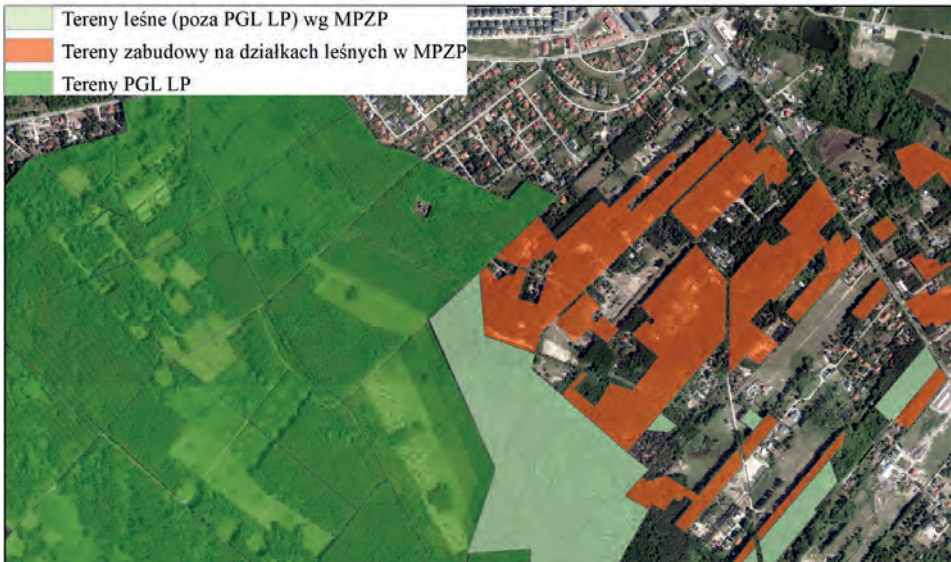 Tereny leśne (poza PGL LP) wg MPZP
Tereny zabudowy na działkach leśnych w MPZP
Tereny PGL LP